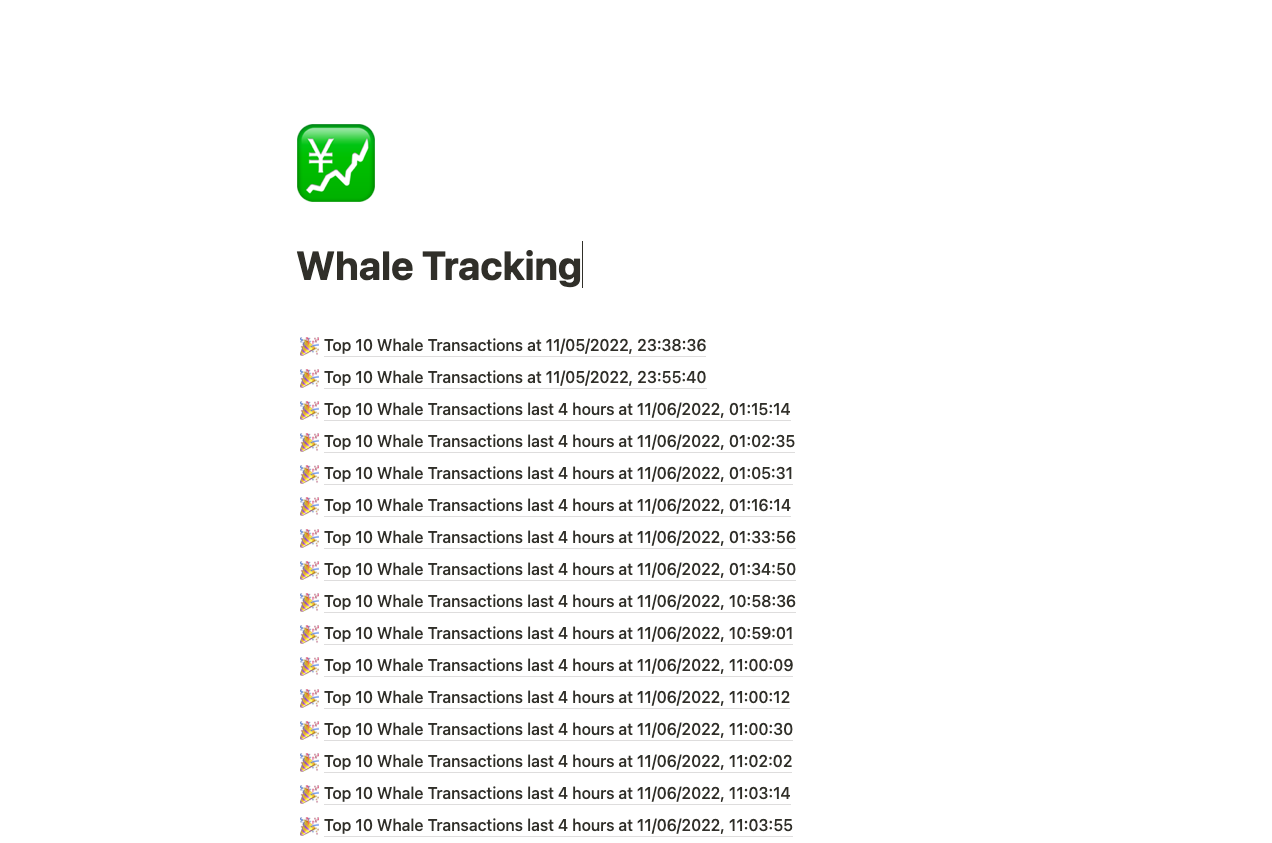 ¥
Whale Tracking
Top 10 Whale Transactions at 11/05/2022, 23:38:36
Top 10 Whale Transactions at 11/05/2022, 23:55:40
Top 10 Whale Transactions last 4 hours at 11/06/2022, 01:15:14
Top 10 Whale Transactions last 4 hours at 11/06/2022, 01:02:35
Top 10 Whale Transactions last 4 hours at 11/06/2022, 01:05:31
Top 10 Whale Transactions last 4 hours at 11/06/2022, 01:16:14
Top 10 Whale Transactions last 4 hours at 11/06/2022, 01:33:56
Top 10 Whale Transactions last 4 hours at 11/06/2022, 01:34:50
Top 10 Whale Transactions last 4 hours at 11/06/2022, 10:58:36
Top 10 Whale Transactions last 4 hours at 11/06/2022, 10:59:01
Top 10 Whale Transactions last 4 hours at 11/06/2022, 11:00:09
Top 10 Whale Transactions last 4 hours at 11/06/2022, 11:00:12
Top 10 Whale Transactions last 4 hours at 11/06/2022, 11:00:30
Top 10 Whale Transactions last 4 hours at 11/06/2022, 11:02:02
Top 10 Whale Transactions last 4 hours at 11/06/2022, 11:03:14
Top 10 Whale Transactions last 4 hours at 11/06/2022, 11:03:55